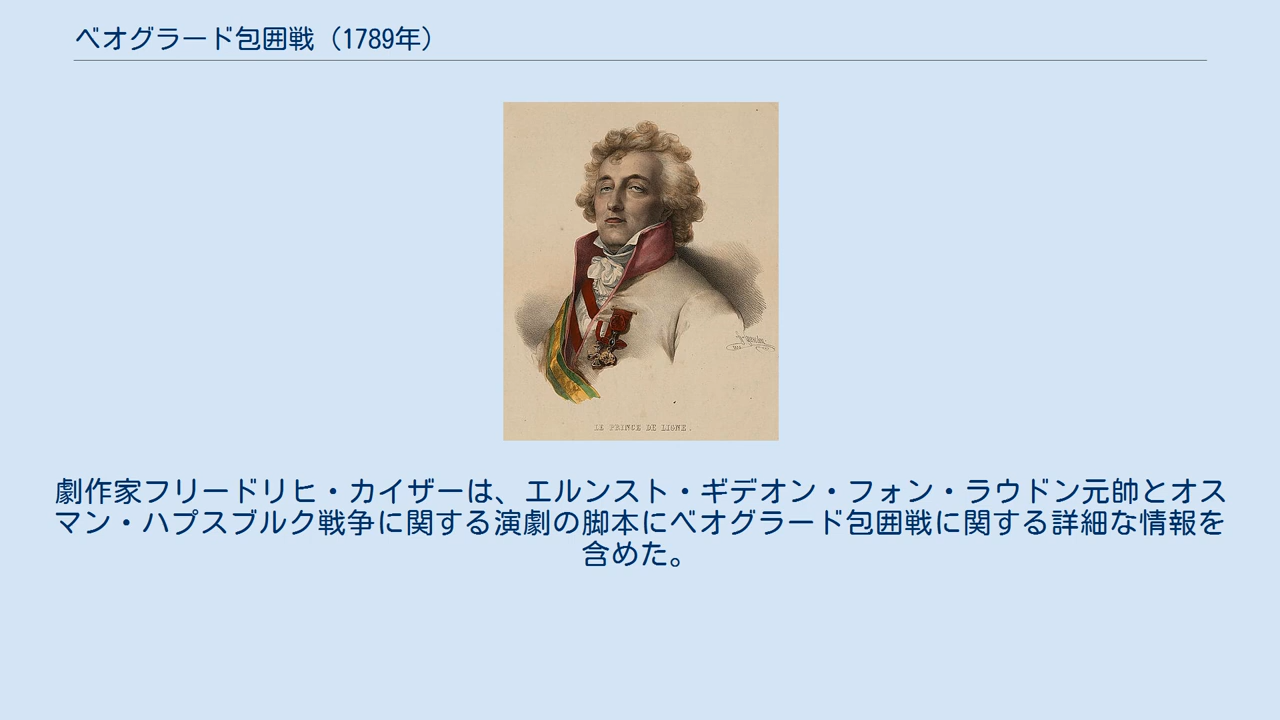 ベオグラード包囲戦（1789年）
LE PRINCE DE LIGNE.
劇作家フリードリヒ・カイザーは、エルンスト・ギデオン・フォン・ラウドン元帥とオス
マン・ハプスブルク戦争に関する演劇の脚本にベオグラード包囲戦に関する詳細な情報を
含めた。